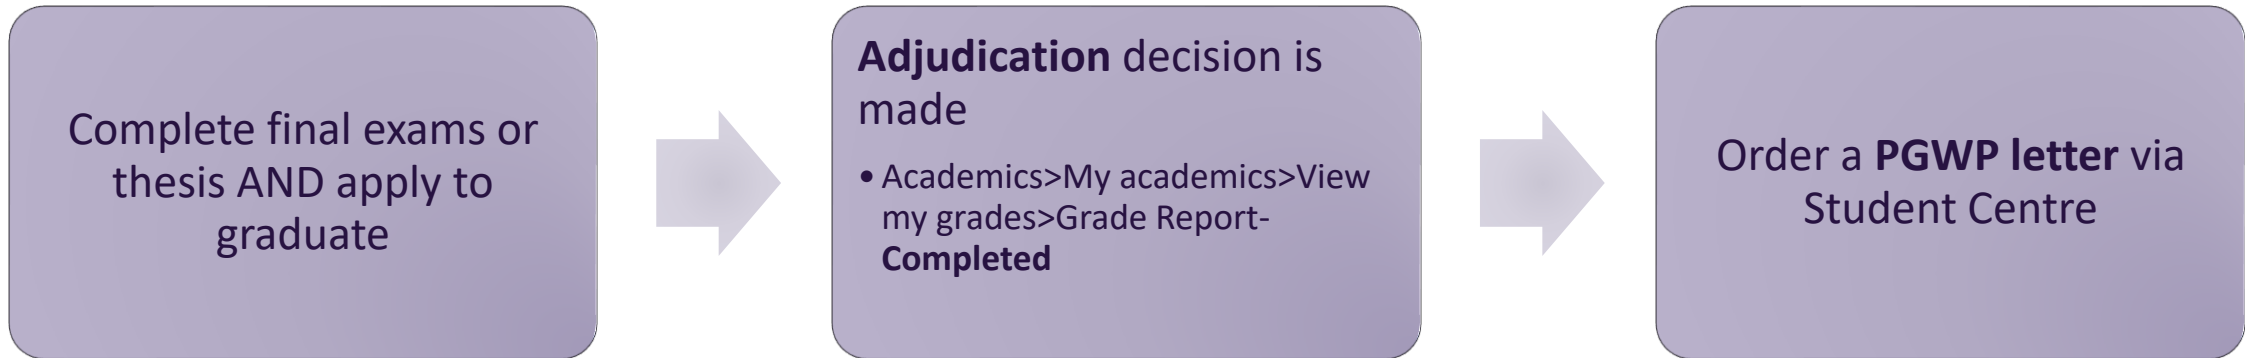 Complete final exams or
thesis AND apply to
graduate
Adjudication decision is
made
• Academics>My academics>View
my grades>Grade Report-
Completed
Order a PGWP letter via
Student Centre